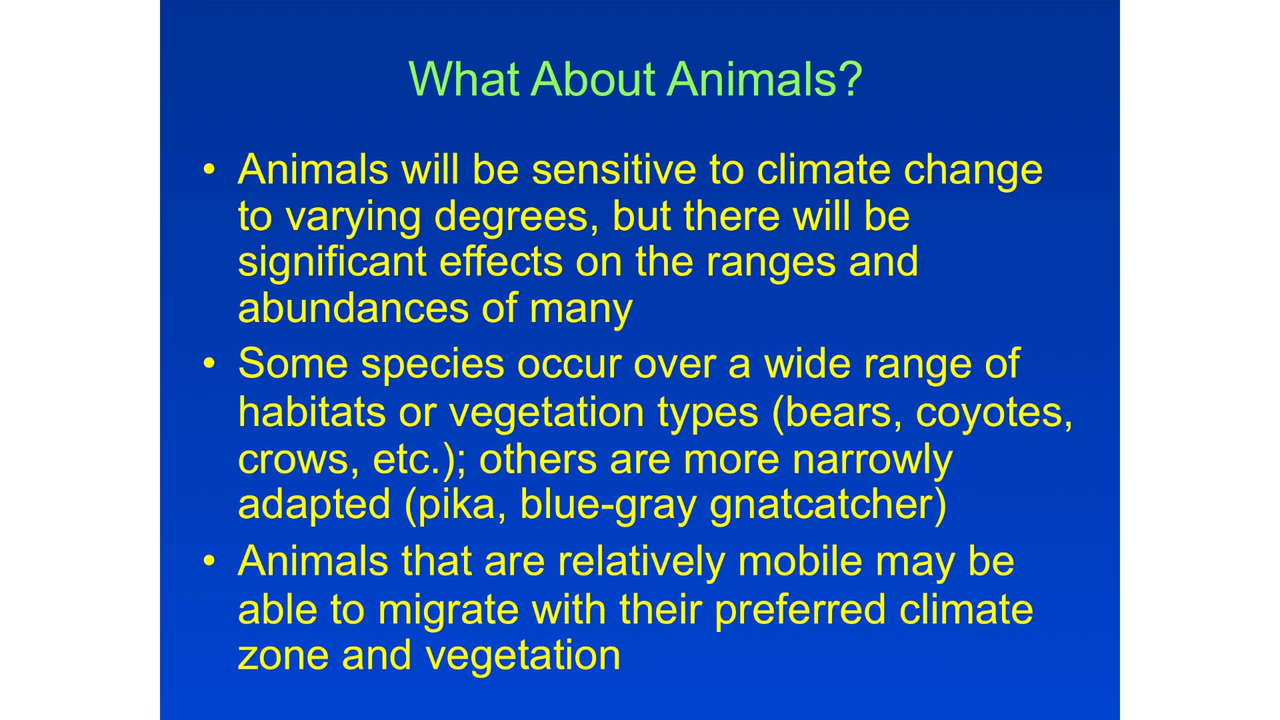 What About Animals?
• Animals will be sensitive to climate change
to varying degrees, but there will be
significant effects on the ranges and
abundances of many
• Some species occur over a wide range of
habitats or vegetation types (bears, coyotes,
crows, etc.); others are more narrowly
adapted (pika, blue-gray gnatcatcher)
• Animals that are relatively mobile may be
able to migrate with their preferred climate
zone and vegetation